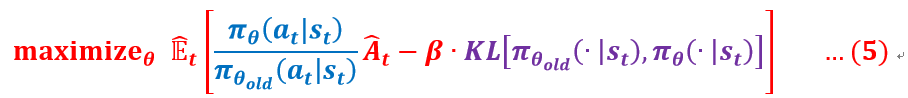 maximize_θ Ê_t [ π_θ(a_t|s_t) / π_θ_old(a_t|s_t) Â_t − β · KL[π_θ_old(· |s_t), π_θ(· |s_t)] ] … (5) ↵